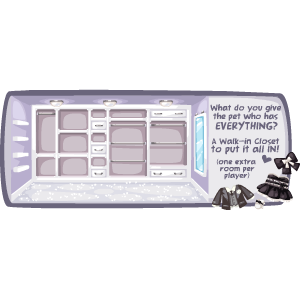 What do you give
the pet who has
EVERYTHING?
A Walk-in Closet
to put it all IN!
(one extra
room per
player)